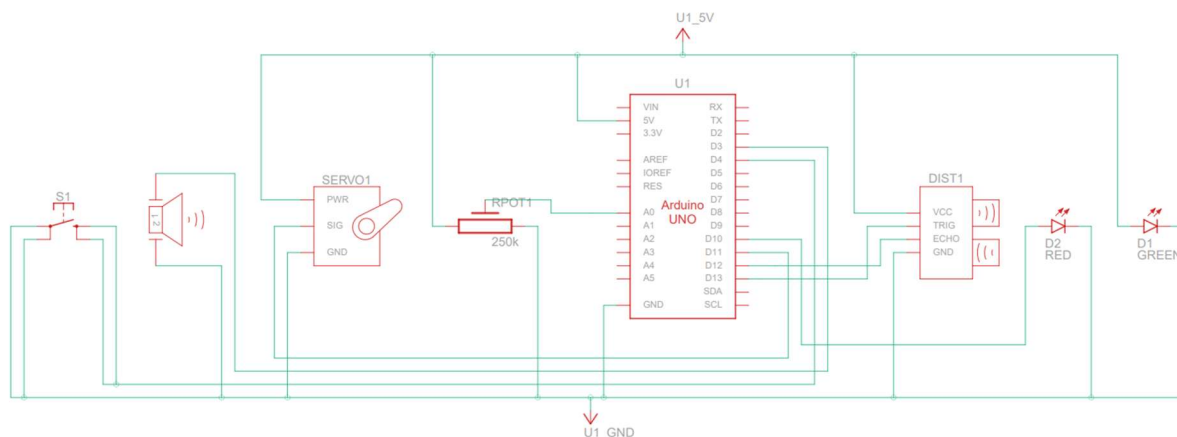 U1_5V
U1
VIN
5V
3.3V
AREF
IOREF
RES
A0
A1
A2
A3
A4
A5
GND
Arduino
UNO
RX
TX
D2
D3
D4
D5
D6
D7
D8
D9
D10
D11
D12
D13
SDA
SCL
S1
1 2
SERVO1
PWR
SIG
GND
RPOT1
250k
DIST1
VCC
TRIG
ECHO
GND
D2
RED
D1
GREEN
U1_GND